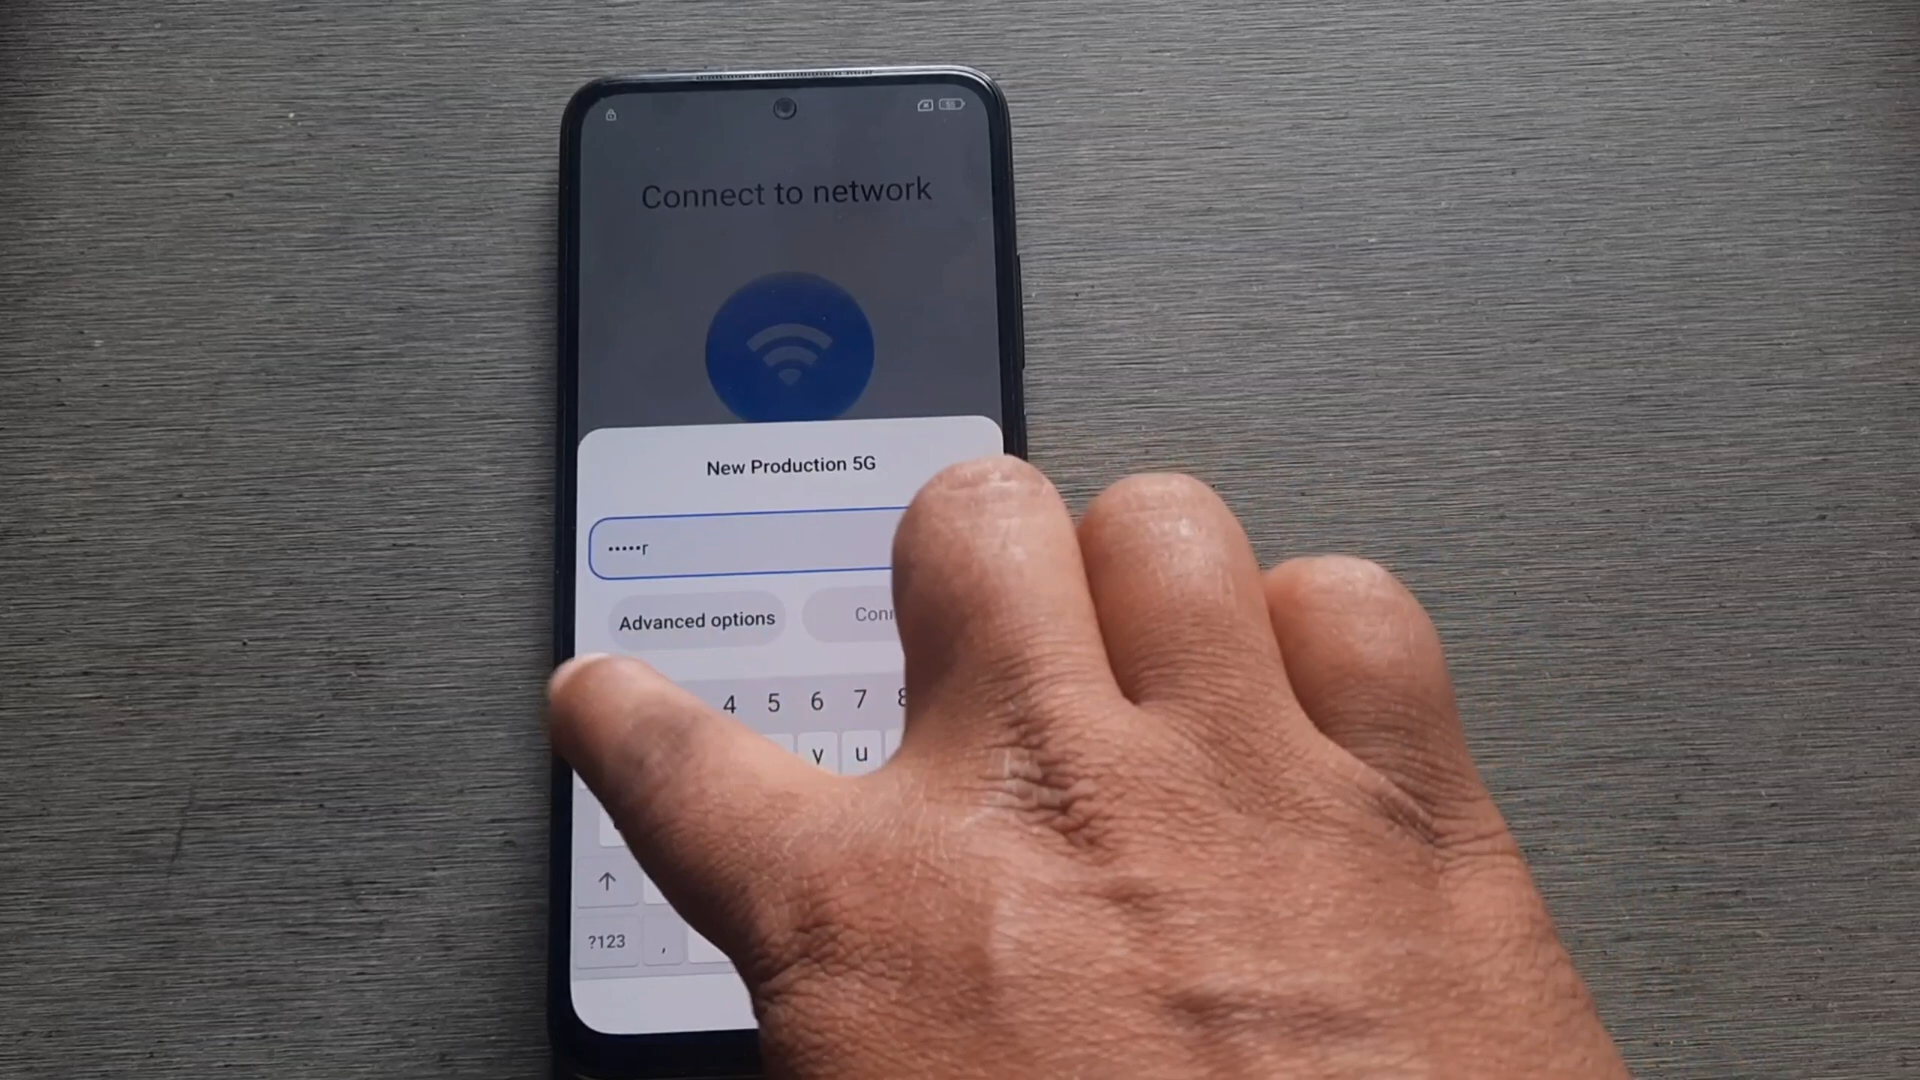 Connect to network
New Production 5G
•••••r
Advanced options
Conn
4 5 6 7 8
y u
?123 ,